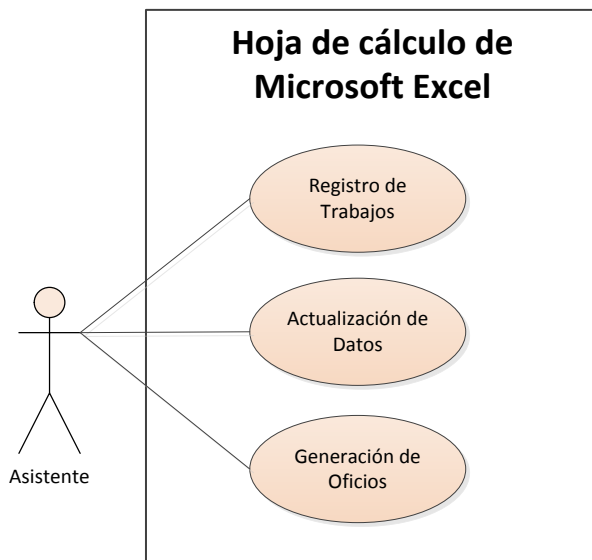 Hoja de cálculo de
Microsoft Excel
Registro de
Trabajos
Actualización de
Datos
Generación de
Oficios
Asistente